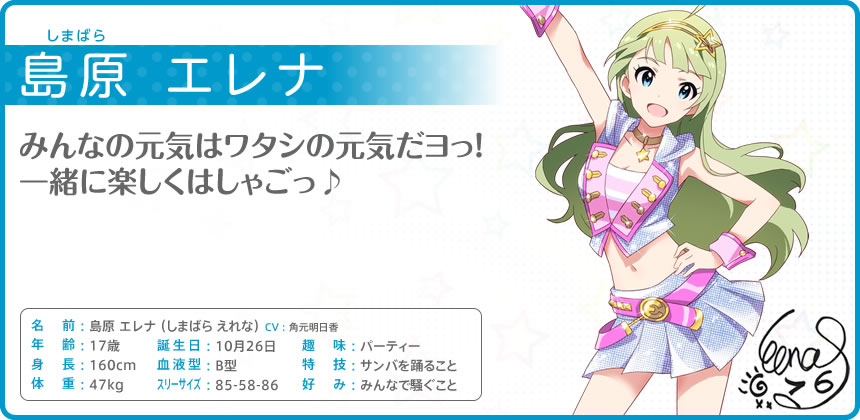 しまばら
島原 エレナ
みんなの元気はワタシの元気だヨっ!
一緒に楽しくはしゃごっ♪
名 前 : 島原 エレナ (しまばら えれな) CV : 角元明日香
年 齢 : 17歳 誕生日 : 10月26日 趣 味 : パーティー
身 長 : 160cm 血液型 : B型 特 技 : サンバを踊ること
体 重 : 47kg スリーサイズ : 85-58-86 好 み : みんなで騒ぐこと